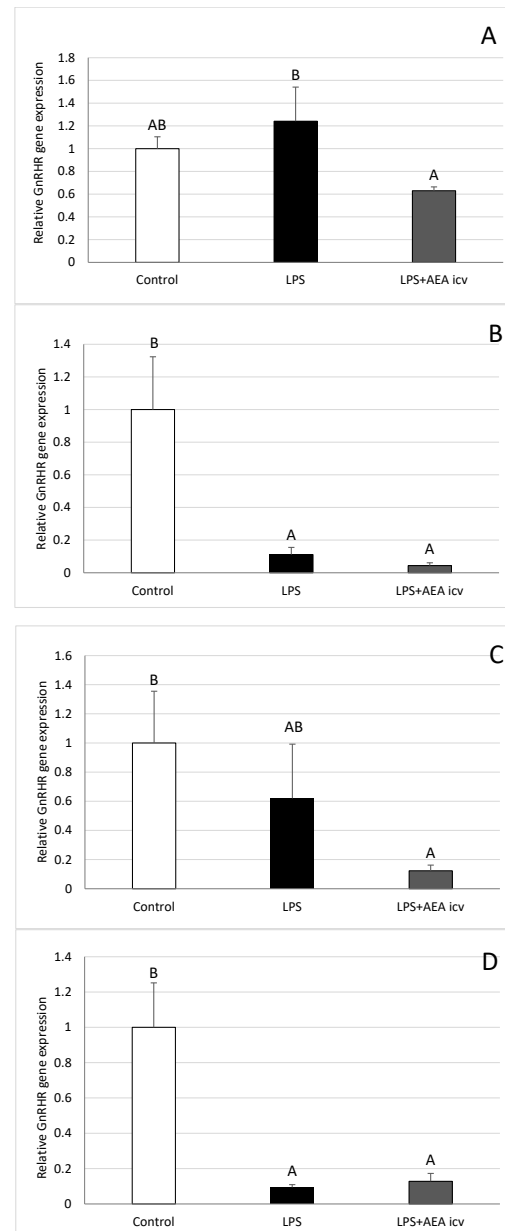 A
Relative GnRHR gene expression
1.8
1.6
1.4
1.2
1
0.8
0.6
0.4
0.2
0
AB
B
A
Control LPS LPS+AEA icv
B
Relative GnRHR gene expression
1.4
1.2
1
0.8
0.6
0.4
0.2
0
B
A
A
Control LPS LPS+AEA icv
C
Relative GnRHR gene expression
1.6
1.4
1.2
1
0.8
0.6
0.4
0.2
0
B
AB
A
Control LPS LPS+AEA icv
D
Relative GnRHR gene expression
1.4
1.2
1
0.8
0.6
0.4
0.2
0
B
A
A
Control LPS LPS+AEA icv